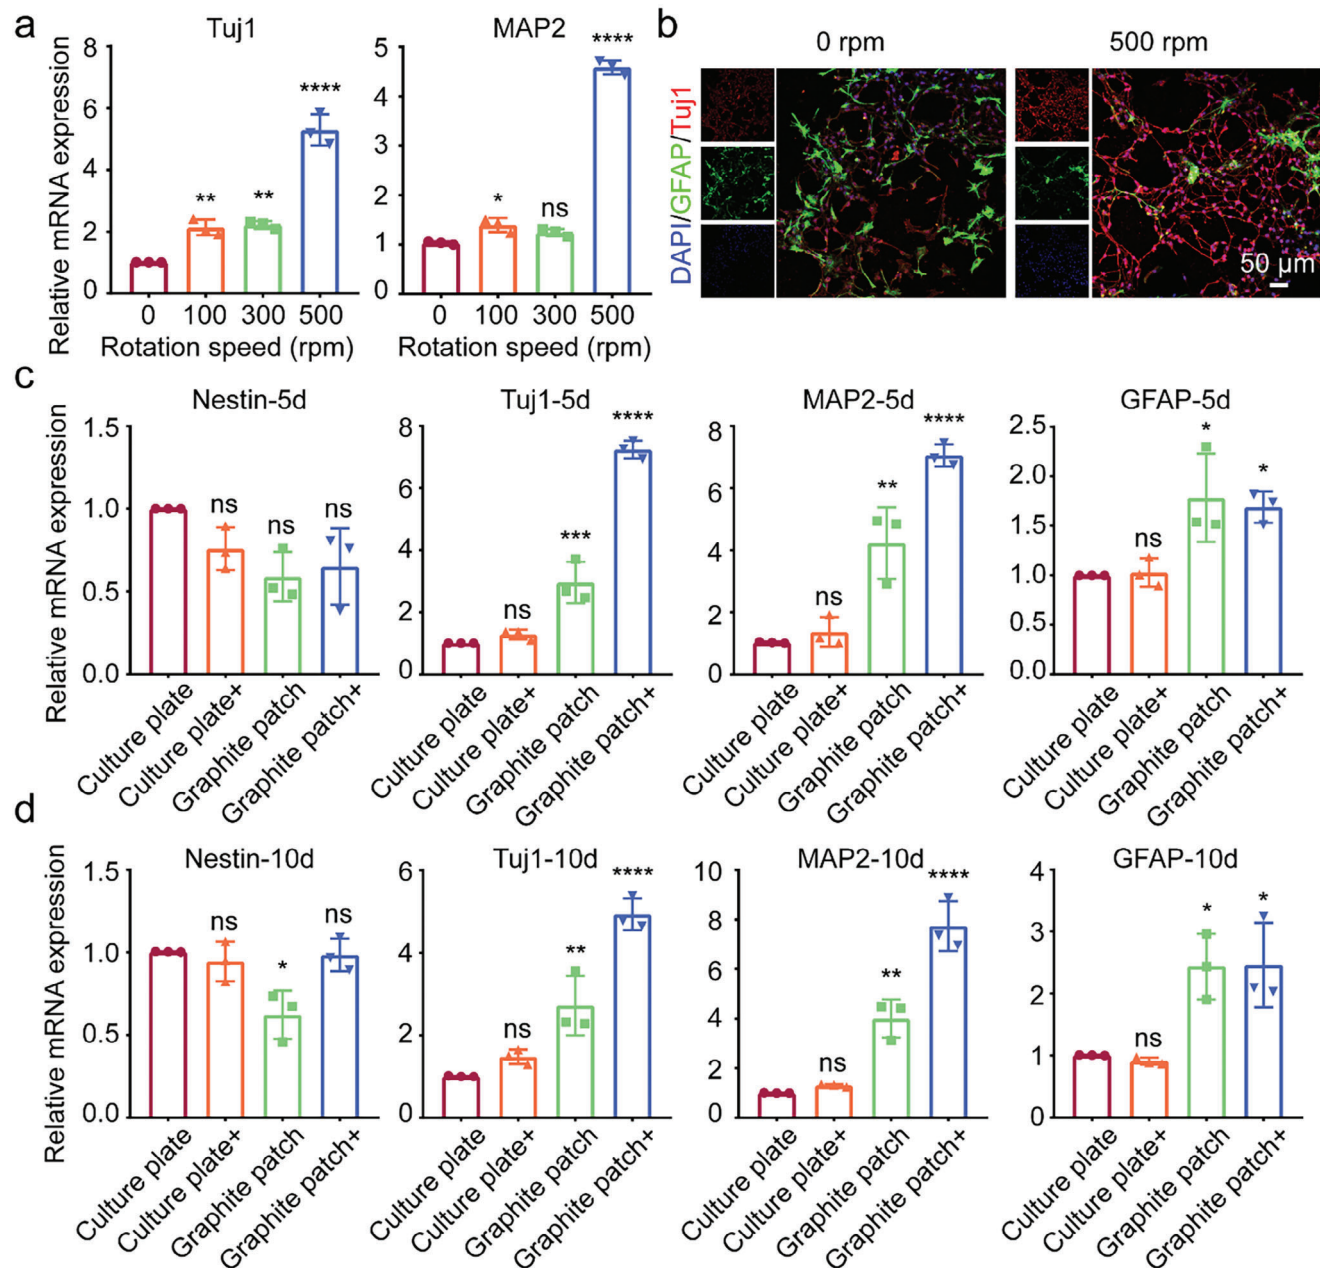 a
Tuj1
MAP2
Relative mRNA expression
8
6
4
2
0
**
**
****
0 100 300 500
Rotation speed (rpm)
5
4
3
2
1
0
*
ns
****
0 100 300 500
Rotation speed (rpm)
b
0 rpm
500 rpm
DAPI/GFAP/Tuj1
50 µm
c
Nestin-5d
Relative mRNA expression
1.5
1.0
0.5
0.0
ns
ns
ns
Culture plate
Culture plate+
Graphite patch
Graphite patch+
Tuj1-5d
8
6
4
2
0
ns
***
****
Culture plate
Culture plate+
Graphite patch
Graphite patch+
MAP2-5d
8
6
4
2
0
ns
**
****
Culture plate
Culture plate+
Graphite patch
Graphite patch+
GFAP-5d
2.5
2.0
1.5
1.0
0.5
0.0
ns
*
*
Culture plate
Culture plate+
Graphite patch
Graphite patch+
d
Nestin-10d
Relative mRNA expression
1.5
1.0
0.5
0.0
ns
*
ns
Culture plate
Culture plate+
Graphite patch
Graphite patch+
Tuj1-10d
6
4
2
0
ns
**
****
Culture plate
Culture plate+
Graphite patch
Graphite patch+
MAP2-10d
10
8
6
4
2
0
ns
**
****
Culture plate
Culture plate+
Graphite patch
Graphite patch+
GFAP-10d
4
3
2
1
0
ns
*
*
Culture plate
Culture plate+
Graphite patch
Graphite patch+